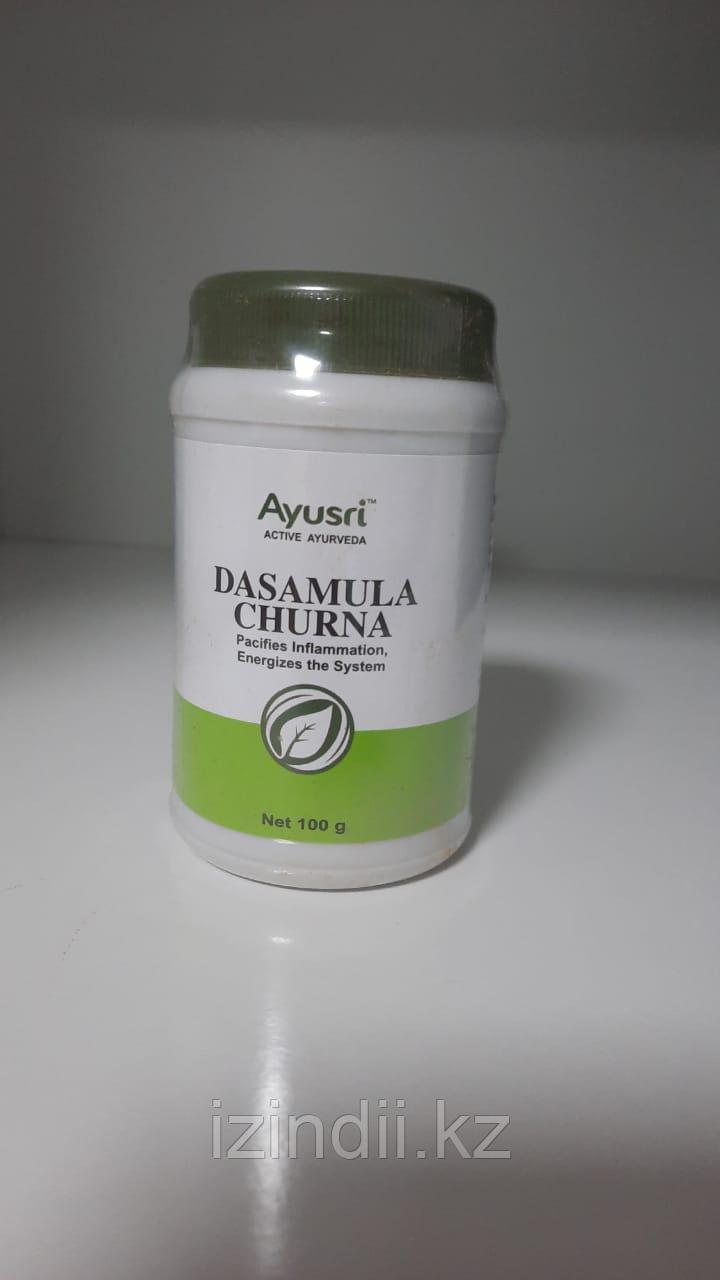 Ayusri™
ACTIVE AYURVEDA
DASAMULA
CHURNA
Pacifies Inflammation,
Energizes the System
Net 100 g
izindii.kz